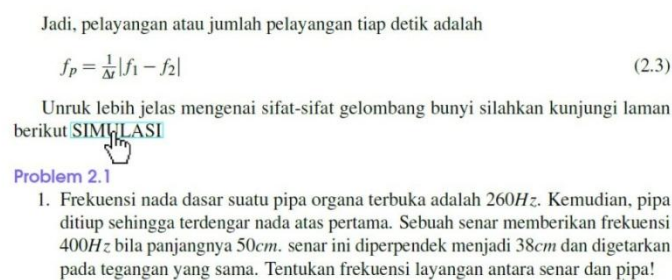 Jadi, pelayangan atau jumlah pelayangan tiap detik adalah
fₚ = 1/Δt |f₁ − f₂| (2.3)
Unruk lebih jelas mengenai sifat-sifat gelombang bunyi silahkan kunjungi laman
berikut SIMULASI
Problem 2.1
1. Frekuensi nada dasar suatu pipa organa terbuka adalah 260Hz. Kemudian, pipa
ditiup sehingga terdengar nada atas pertama. Sebuah senar memberikan frekuensi
400Hz bila panjangnya 50cm. senar ini diperpendek menjadi 38cm dan digetarkan
pada tegangan yang sama. Tentukan frekuensi layangan antara senar dan pipa!